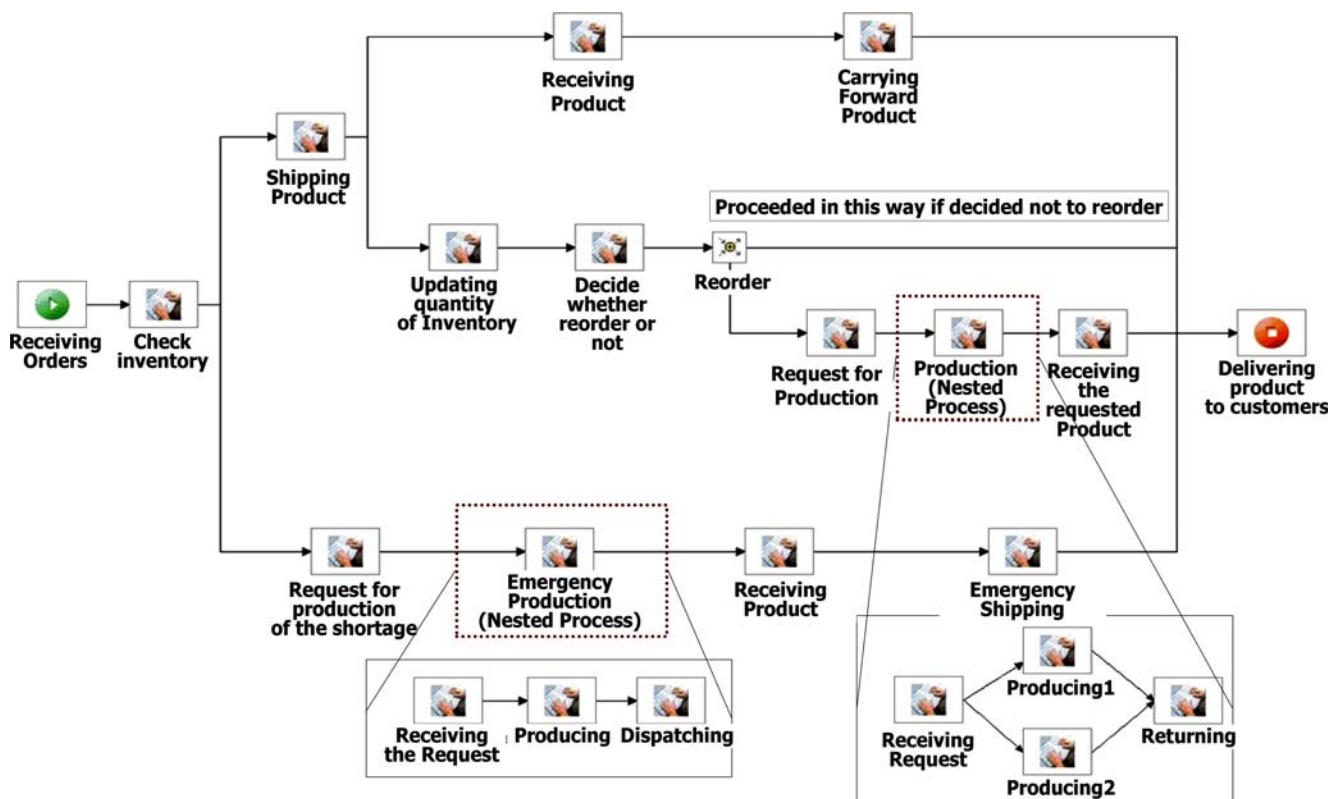 Receiving
Product
Carrying
Forward
Product
Shipping
Product
Proceeded in this way if decided not to reorder
Updating
quantity
of Inventory
Decide
whether
reorder or
not
Reorder
Receiving
Orders
Check
inventory
Request for
Production
Production
(Nested
Process)
Receiving
the
requested
Product
Delivering
product
to customers
Request for
production
of the shortage
Emergency
Production
(Nested Process)
Receiving
Product
Emergency
Shipping
Receiving
the Request
Producing
Dispatching
Receiving
Request
Producing1
Producing2
Returning